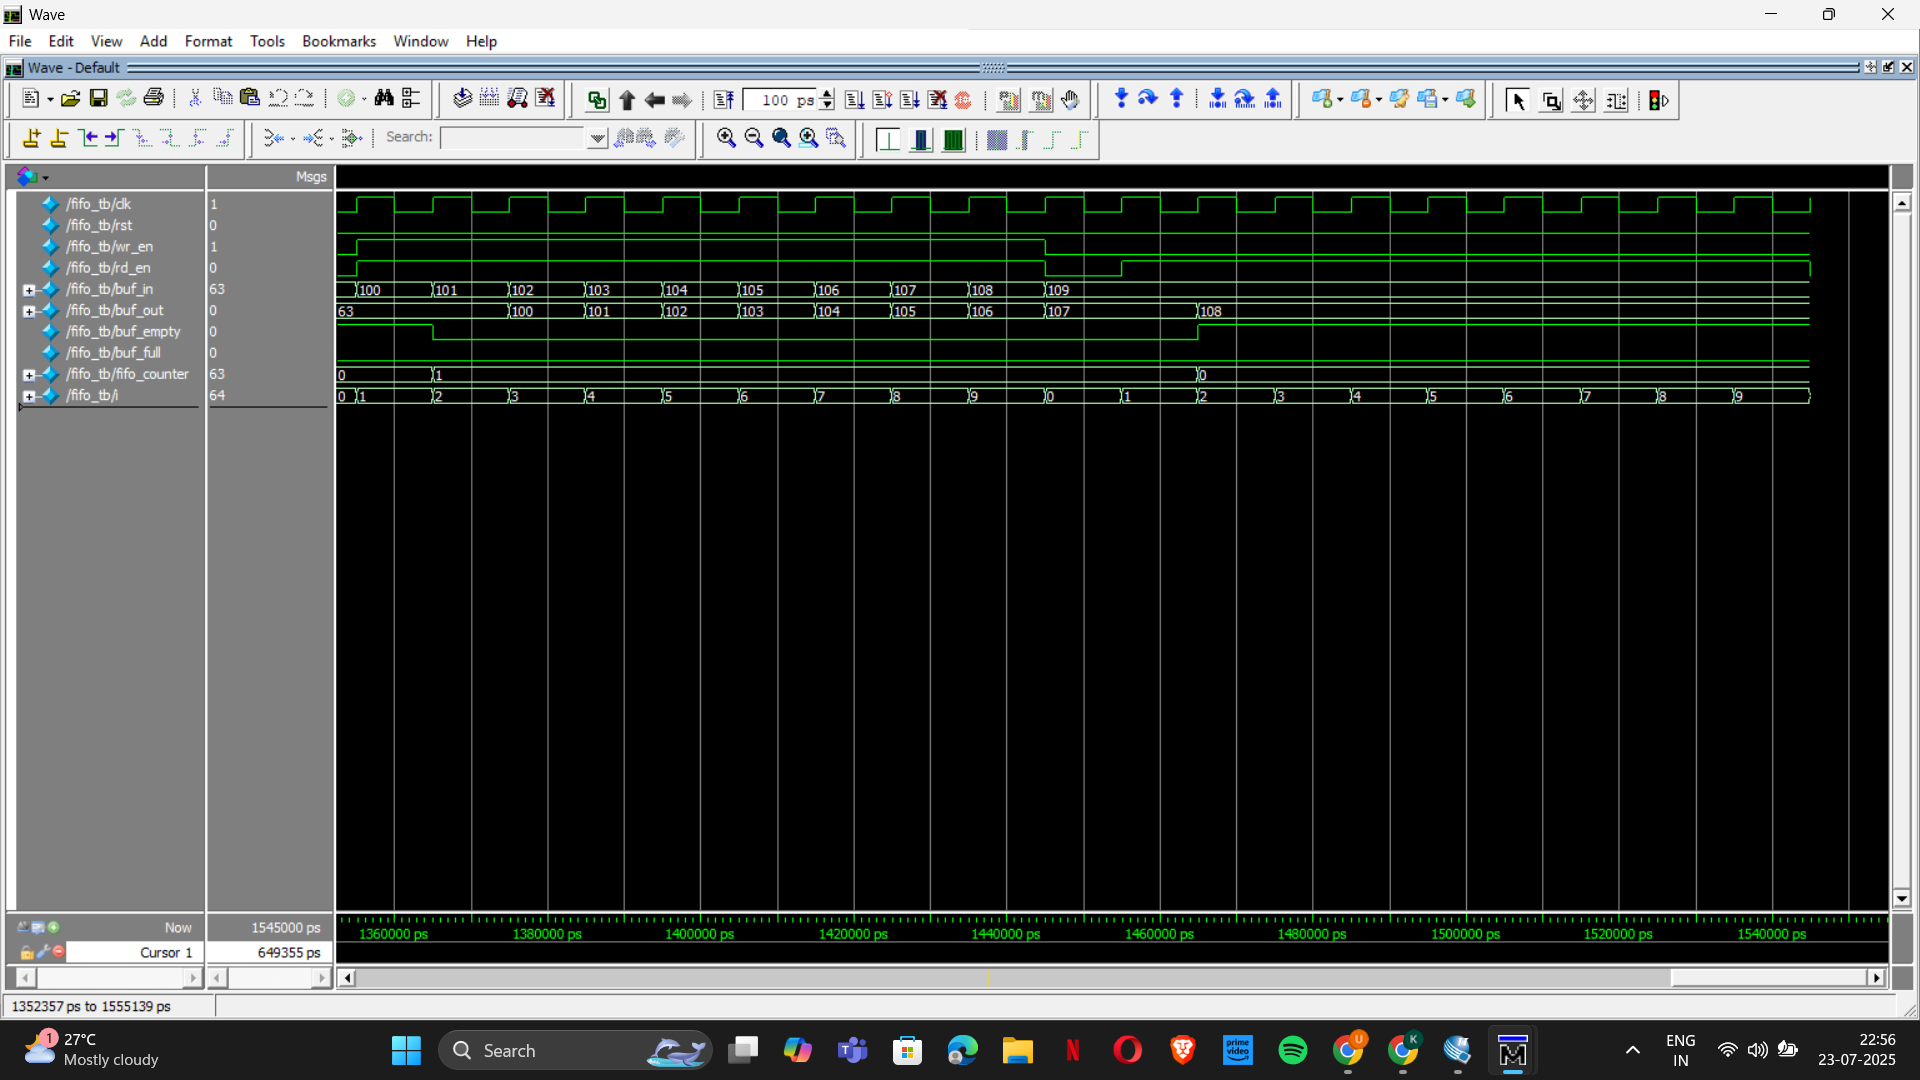 Wave
File Edit View Add Format Tools Bookmarks Window Help
Wave - Default
100 ps
Search:
Msgs
/fifo_tb/clk 1
/fifo_tb/rst 0
/fifo_tb/wr_en 1
/fifo_tb/rd_en 0
/fifo_tb/buf_in 63 100 101 102 103 104 105 106 107 108 109
/fifo_tb/buf_out 0 63 100 101 102 103 104 105 106 107 108
/fifo_tb/buf_empty 0
/fifo_tb/buf_full 0
/fifo_tb/fifo_counter 63 0 1 0
/fifo_tb/i 64 0 1 2 3 4 5 6 7 8 9 0 1 2 3 4 5 6 7 8 9
Now 1545000 ps 1360000 ps 1380000 ps 1400000 ps 1420000 ps 1440000 ps 1460000 ps 1480000 ps 1500000 ps 1520000 ps 1540000 ps
Cursor 1 649355 ps
1352357 ps to 1555139 ps
1 27°C
Mostly cloudy
Search
prime video
N
U
K
M
ENG
IN
22:56
23-07-2025